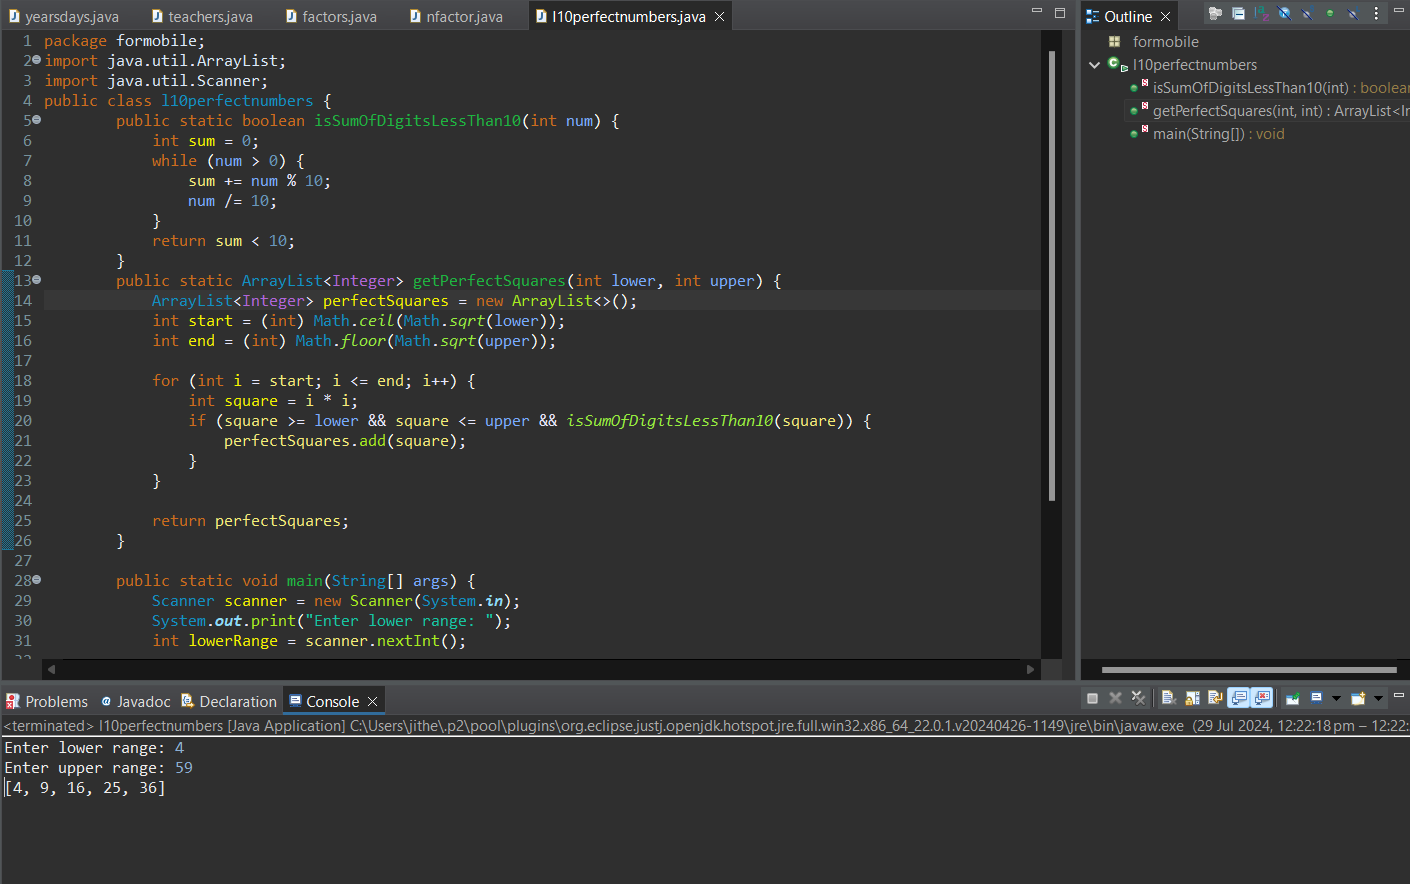 yearsdays.java teachers.java factors.java nfactor.java l10perfectnumbers.java
1 package formobile;
2 import java.util.ArrayList;
3 import java.util.Scanner;
4 public class l10perfectnumbers {
5 public static boolean isSumOfDigitsLessThan10(int num) {
6 int sum = 0;
7 while (num > 0) {
8 sum += num % 10;
9 num /= 10;
10 }
11 return sum < 10;
12 }
13 public static ArrayList<Integer> getPerfectSquares(int lower, int upper) {
14 ArrayList<Integer> perfectSquares = new ArrayList<>();
15 int start = (int) Math.ceil(Math.sqrt(lower));
16 int end = (int) Math.floor(Math.sqrt(upper));
17
18 for (int i = start; i <= end; i++) {
19 int square = i * i;
20 if (square >= lower && square <= upper && isSumOfDigitsLessThan10(square)) {
21 perfectSquares.add(square);
22 }
23 }
24
25 return perfectSquares;
26 }
27
28 public static void main(String[] args) {
29 Scanner scanner = new Scanner(System.in);
30 System.out.print("Enter lower range: ");
31 int lowerRange = scanner.nextInt();
Outline
formobile
l10perfectnumbers
isSumOfDigitsLessThan10(int) : boolean
getPerfectSquares(int, int) : ArrayList<In
main(String[]) : void
Problems Javadoc Declaration Console
<terminated> l10perfectnumbers [Java Application] C:\Users\jithe\.p2\pool\plugins\org.eclipse.justj.openjdk.hotspot.jre.full.win32.x86_64_22.0.1.v20240426-1149\jre\bin\javaw.exe (29 Jul 2024, 12:22:18 pm – 12:22:
Enter lower range: 4
Enter upper range: 59
[4, 9, 16, 25, 36]